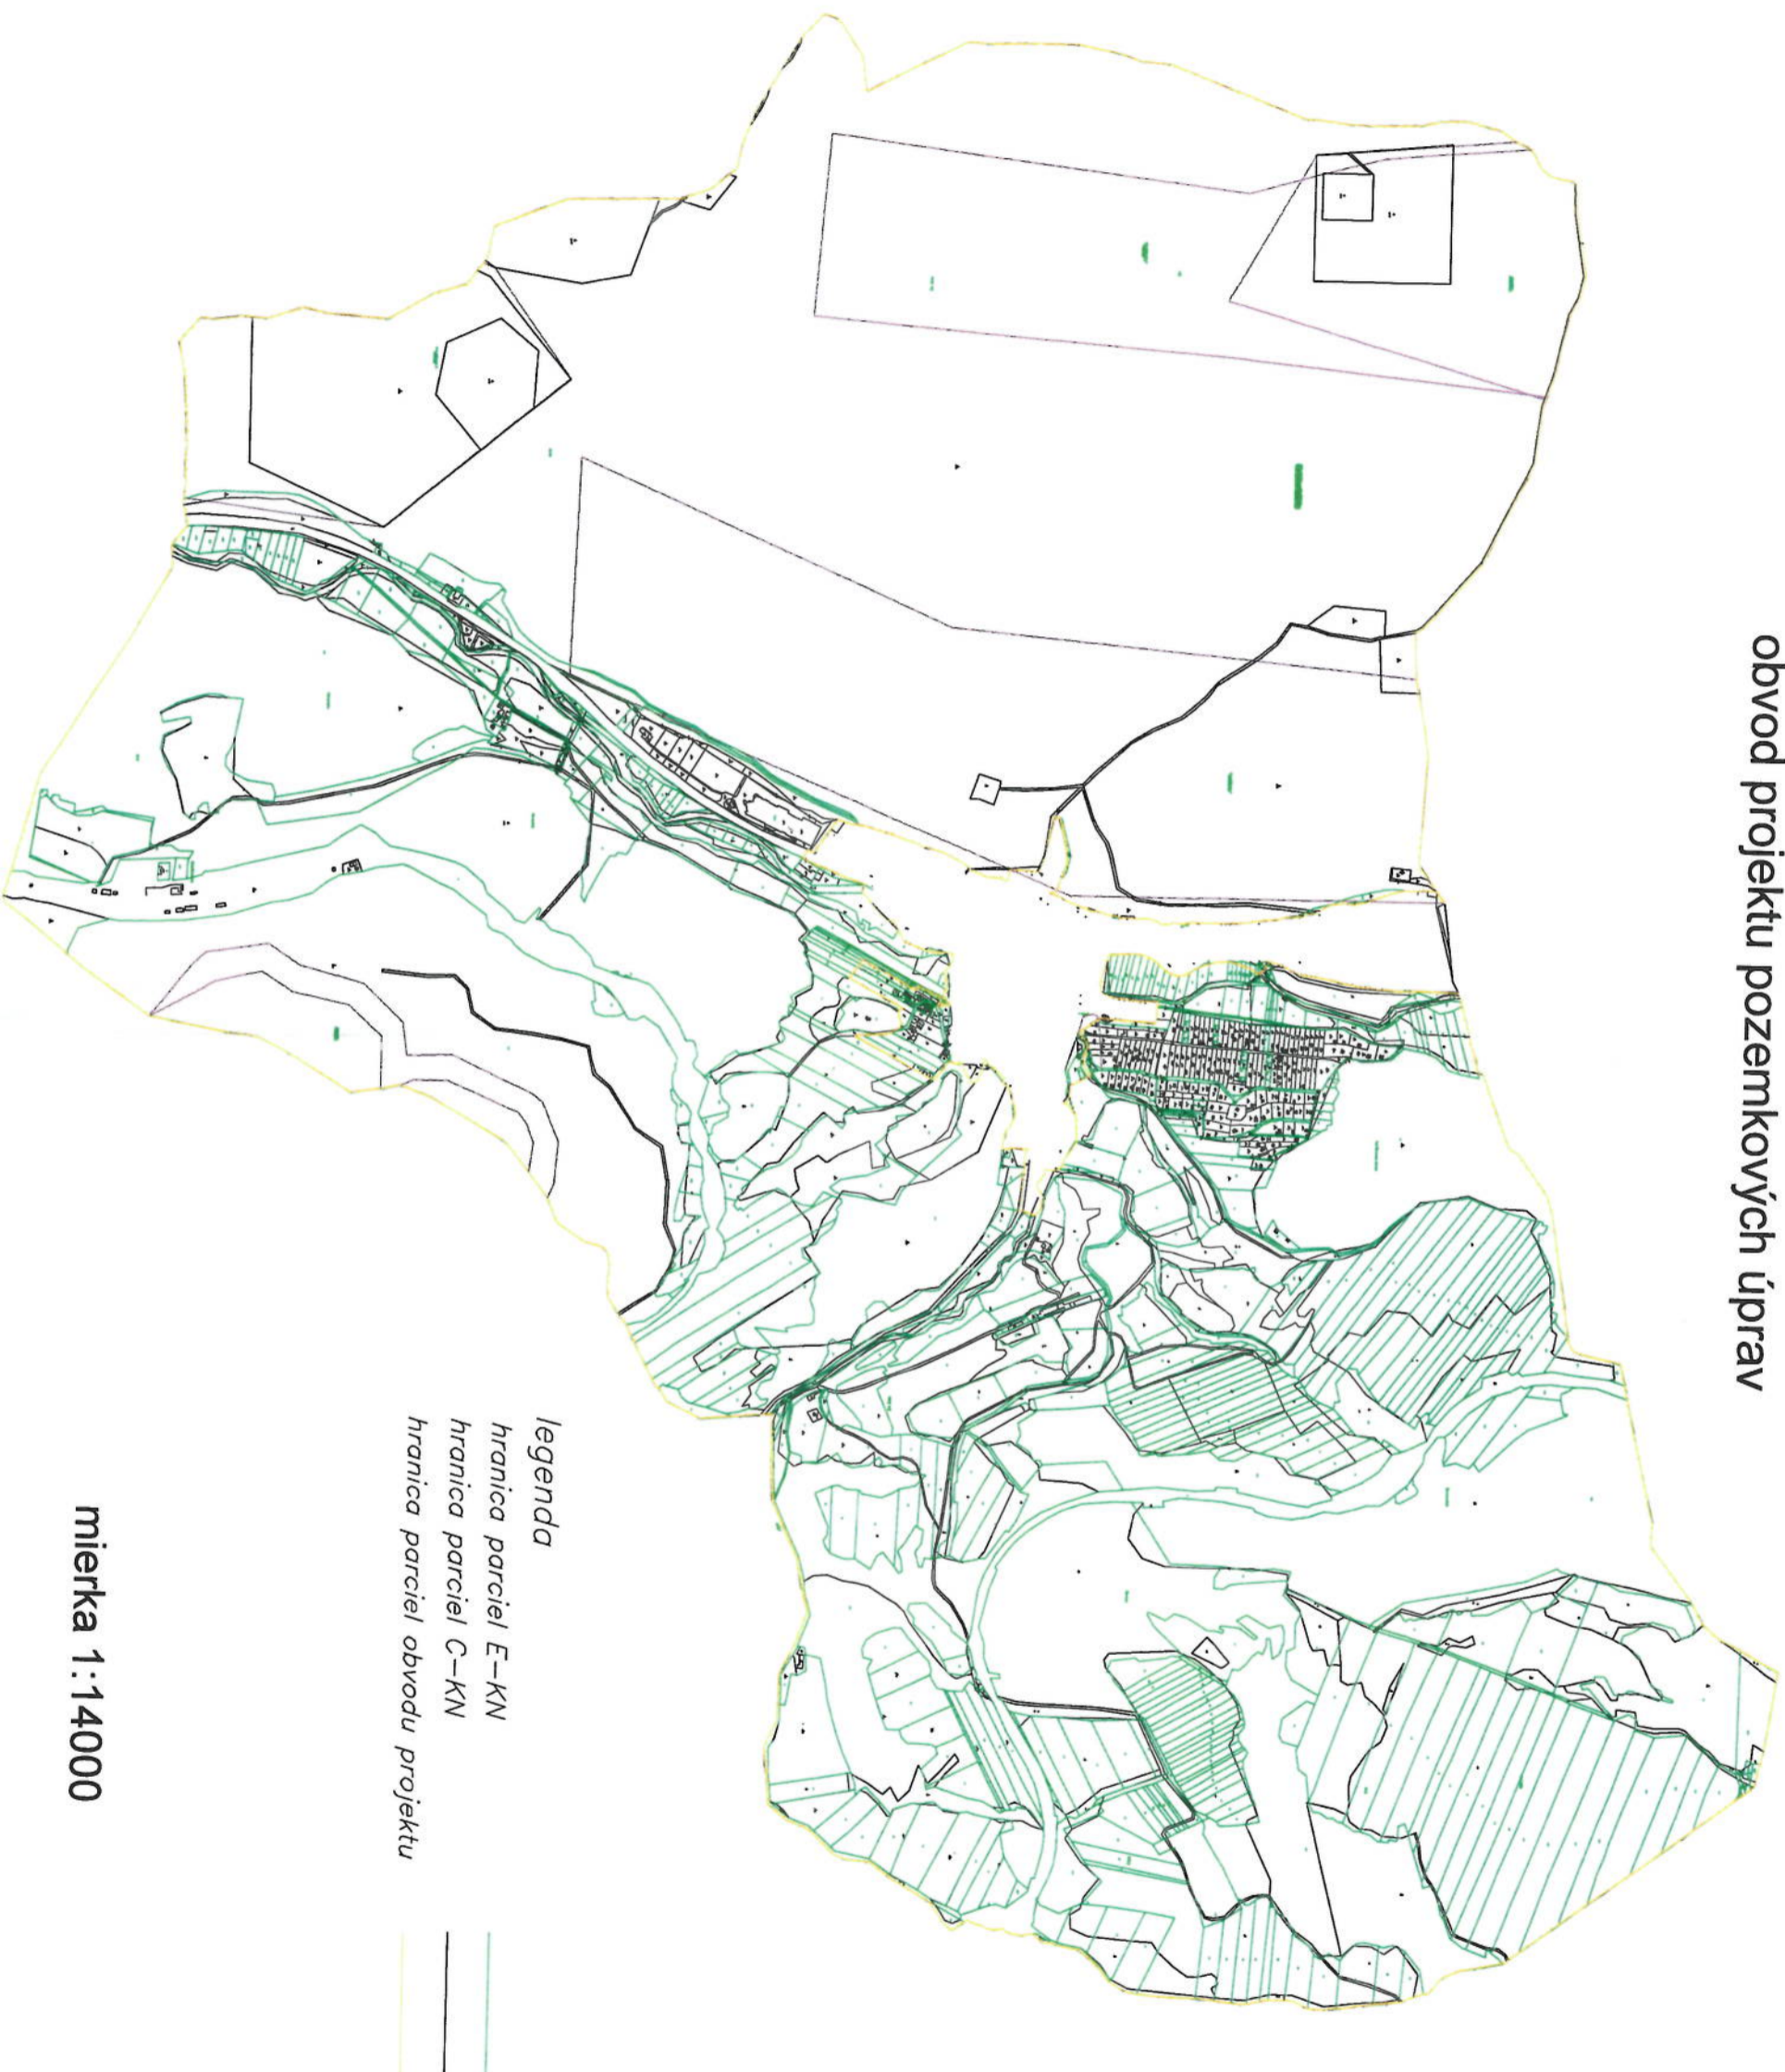 obvod projektu pozemkových úprav
legenda
hranica parciel E-KN
hranica parciel C-KN
hranica parciel obvodu projektu
mierka 1:14000